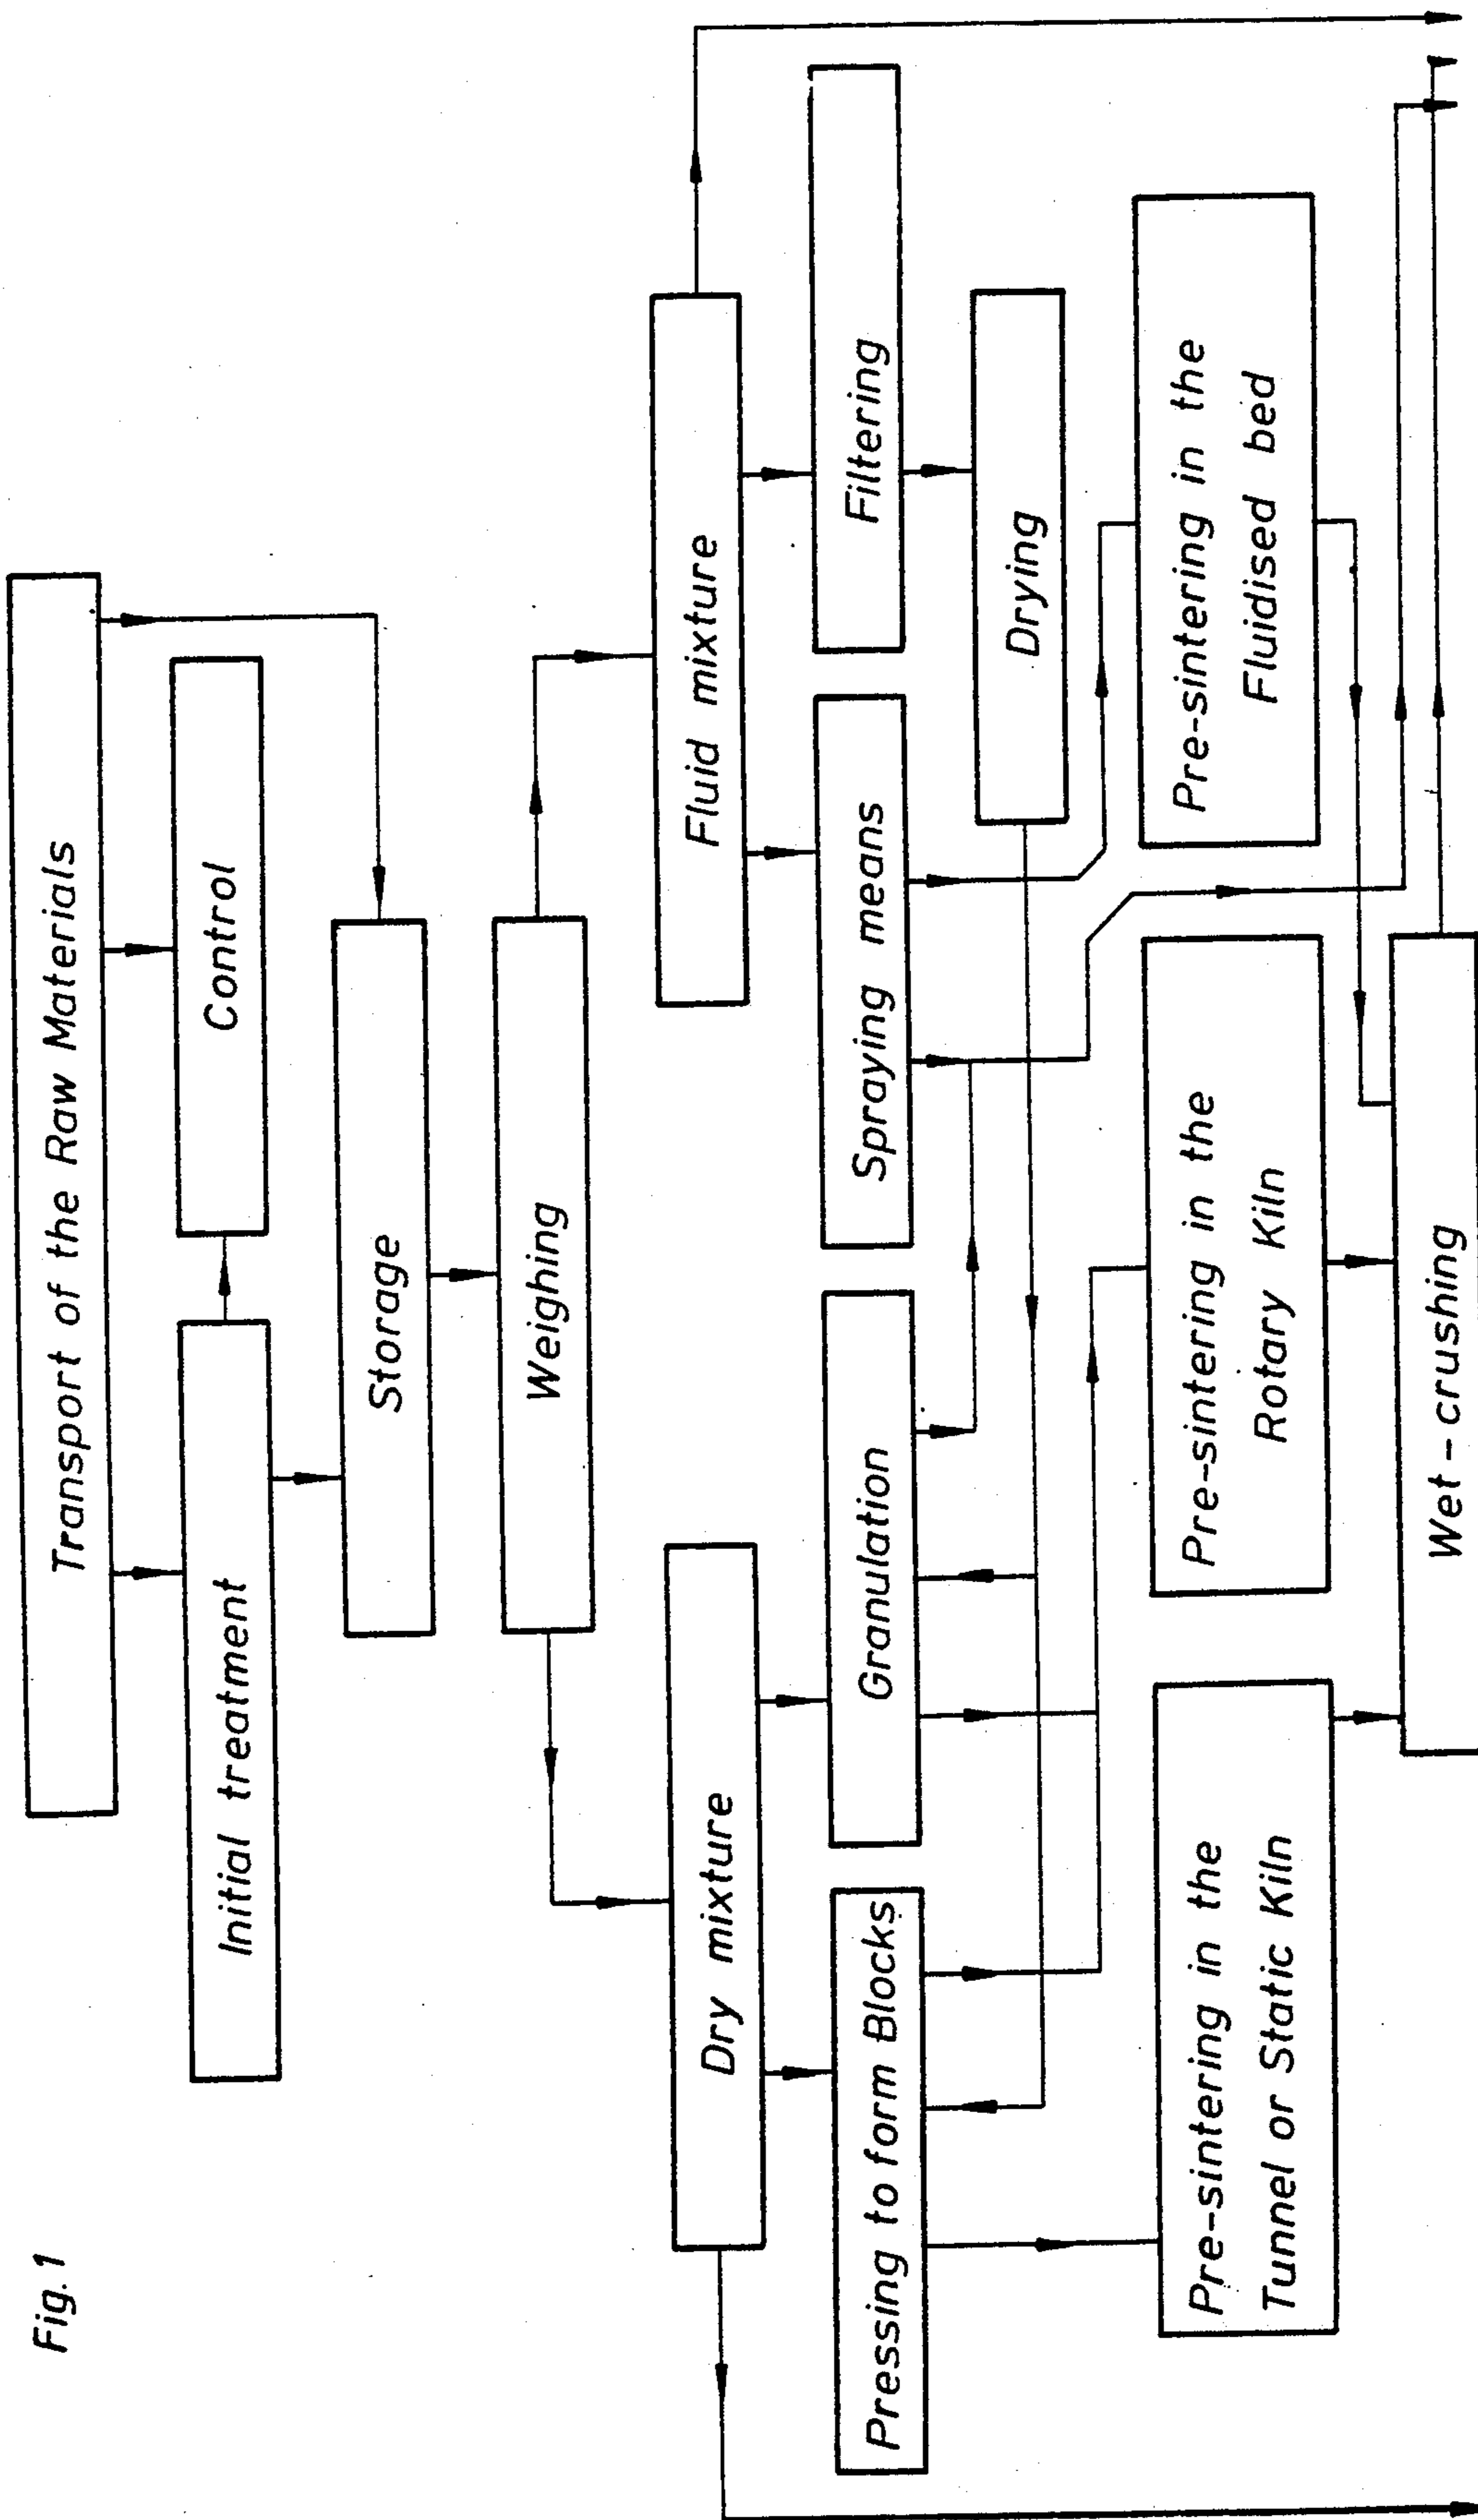 Fig.1
Transport of the Raw Materials
Initial treatment
Control
Storage
Weighing
Dry mixture
Fluid mixture
Pressing to form Blocks
Granulation
Spraying means
Filtering
Drying
Pre-sintering in the
Tunnel or Static Kiln
Pre-sintering in the
Rotary Kiln
Pre-sintering in the
Fluidised bed
Wet-crushing